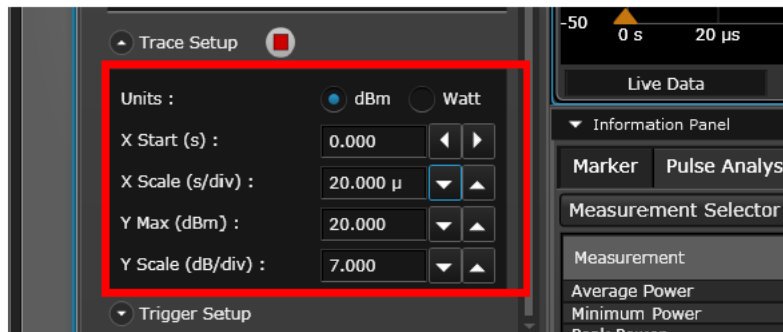 Trace Setup
Units :
dBm
Watt
X Start (s) :
0.000
X Scale (s/div) :
20.000 µ
Y Max (dBm) :
20.000
Y Scale (dB/div) :
7.000
Trigger Setup
-50
0 s
20 µs
Live Data
Information Panel
Marker
Pulse Analys
Measurement Selector
Measurement
Average Power
Minimum Power